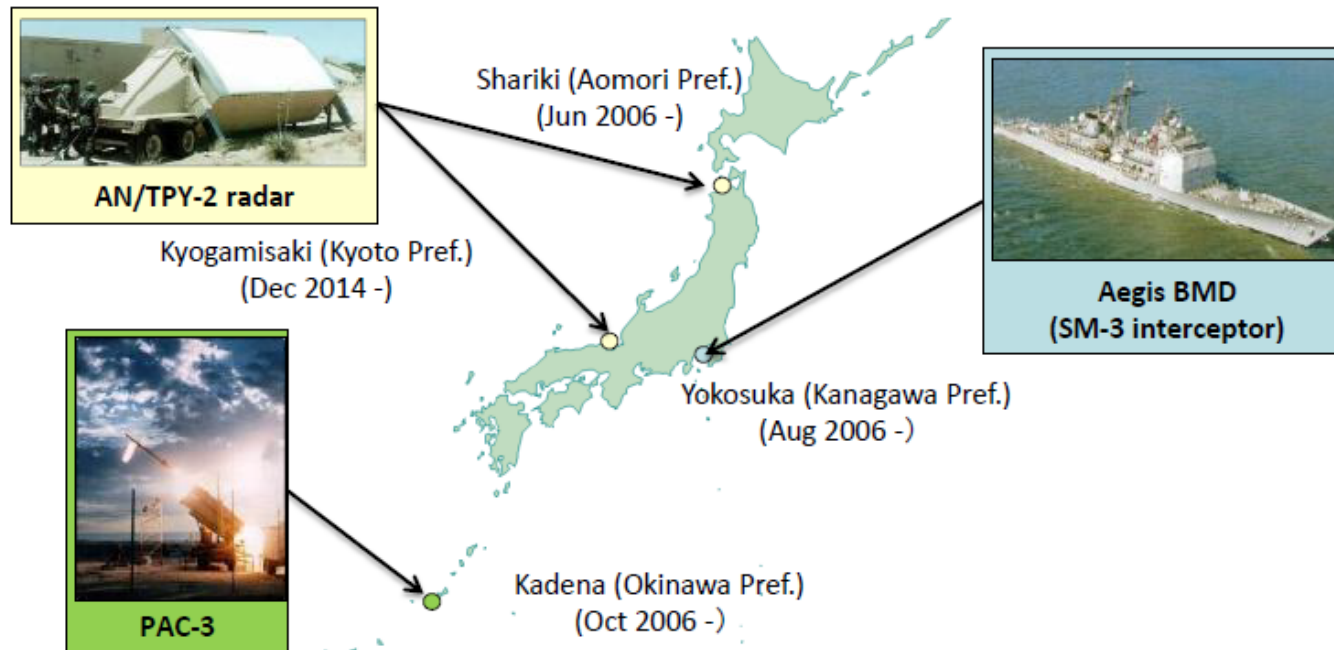 Shariki (Aomori Pref.)
(Jun 2006 -)
AN/TPY-2 radar
Kyogamisaki (Kyoto Pref.)
(Dec 2014 -)
Aegis BMD
(SM-3 interceptor)
Yokosuka (Kanagawa Pref.)
(Aug 2006 -）
Kadena (Okinawa Pref.)
(Oct 2006 -）
PAC-3